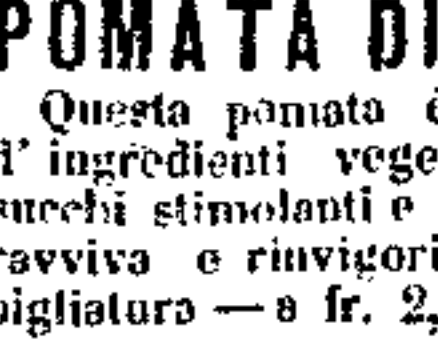 POMATA DI
Questa pomata è
d' ingredienti vege
succhi stimolanti e
ravviva e rinvigori
pigliatura — a fr. 2,